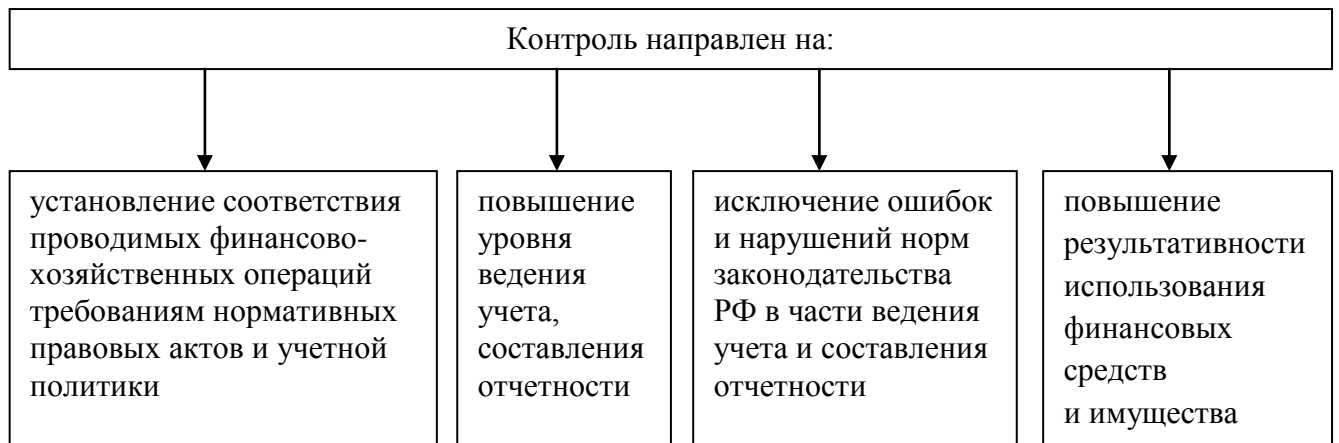 Контроль направлен на:
установление соответствия
проводимых финансово-
хозяйственных операций
требованиям нормативных
правовых актов и учетной
политики
повышение
уровня
ведения
учета,
составления
отчетности
исключение ошибок
и нарушений норм
законодательства
РФ в части ведения
учета и составления
отчетности
повышение
результативности
использования
финансовых
средств
и имущества